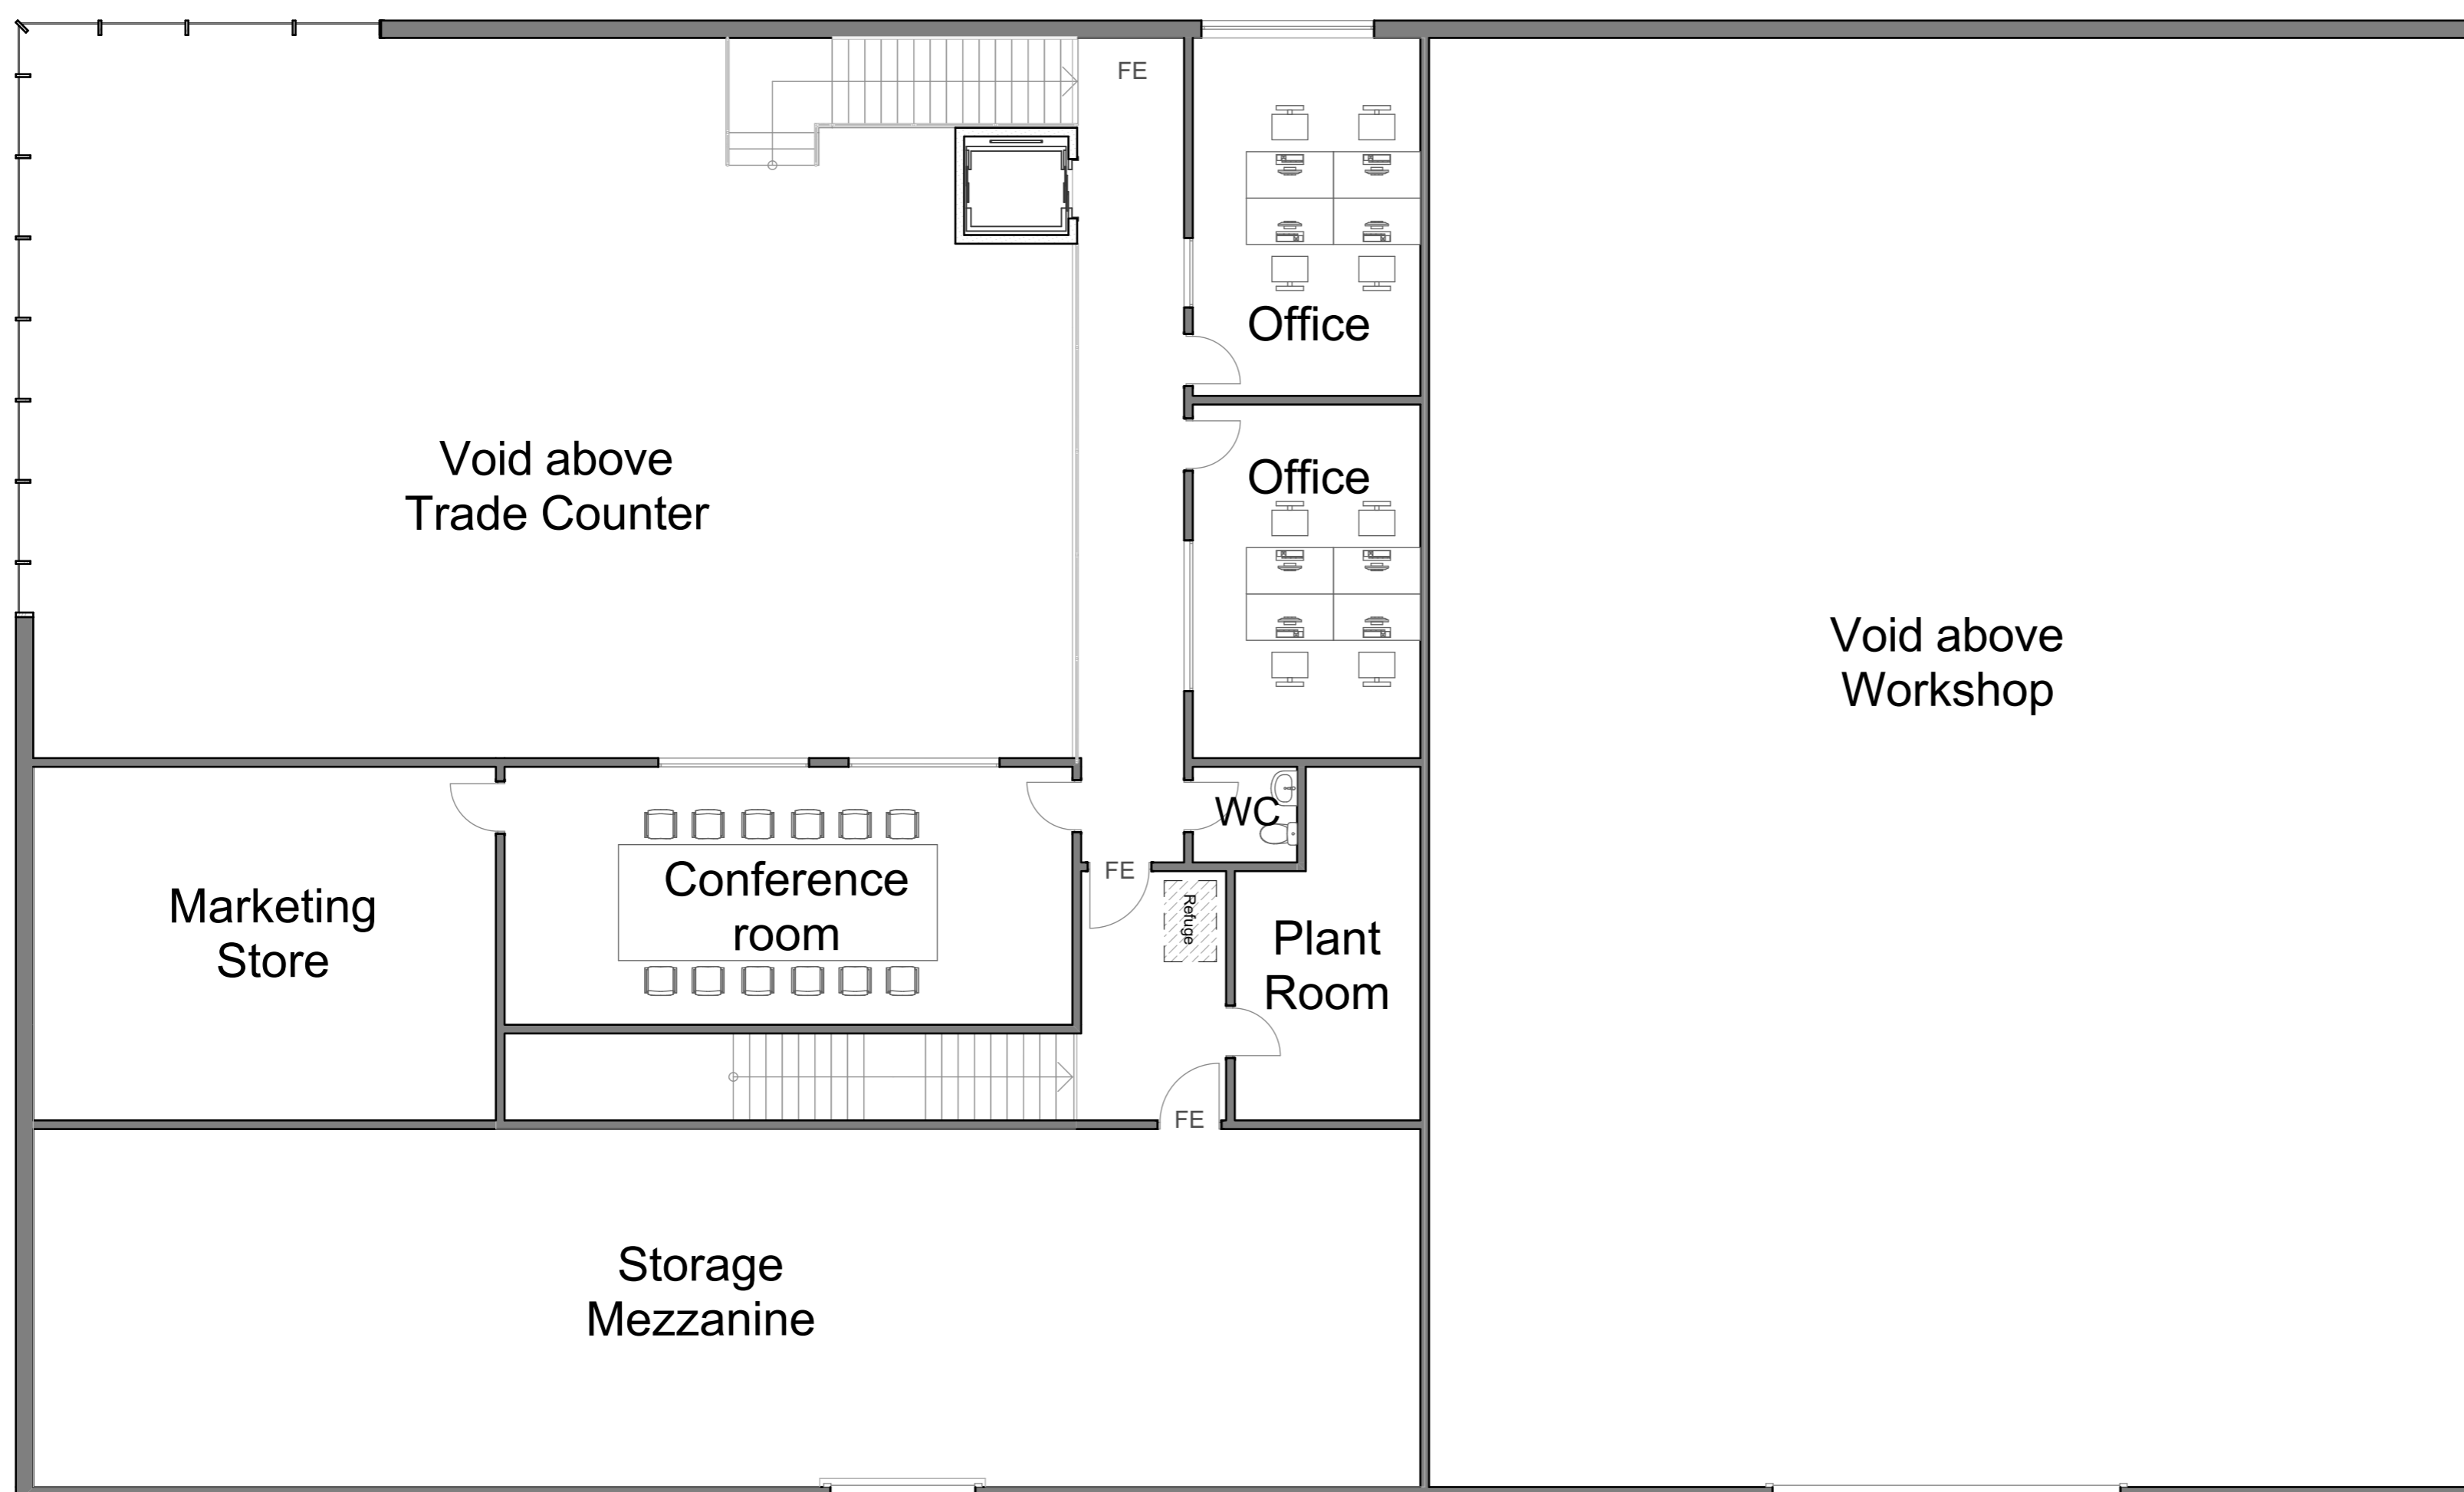 FE
Office
Void above
Trade Counter
Office
Void above
Workshop
WC
Conference
room
FE
Refuge
Marketing
Store
Plant
Room
FE
Storage
Mezzanine